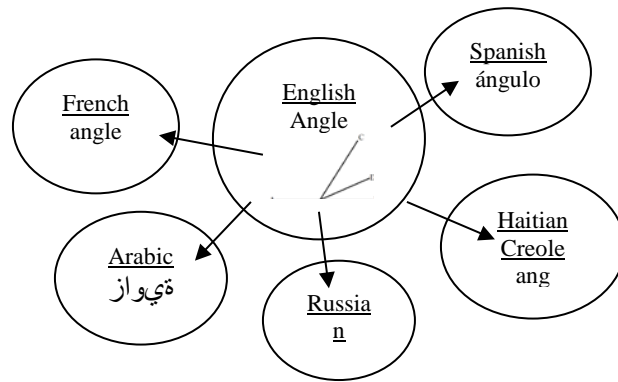 Spanish
ángulo
English
Angle
French
angle
C
Haitian
Creole
ang
Arabic
ةيواز
Russia
n